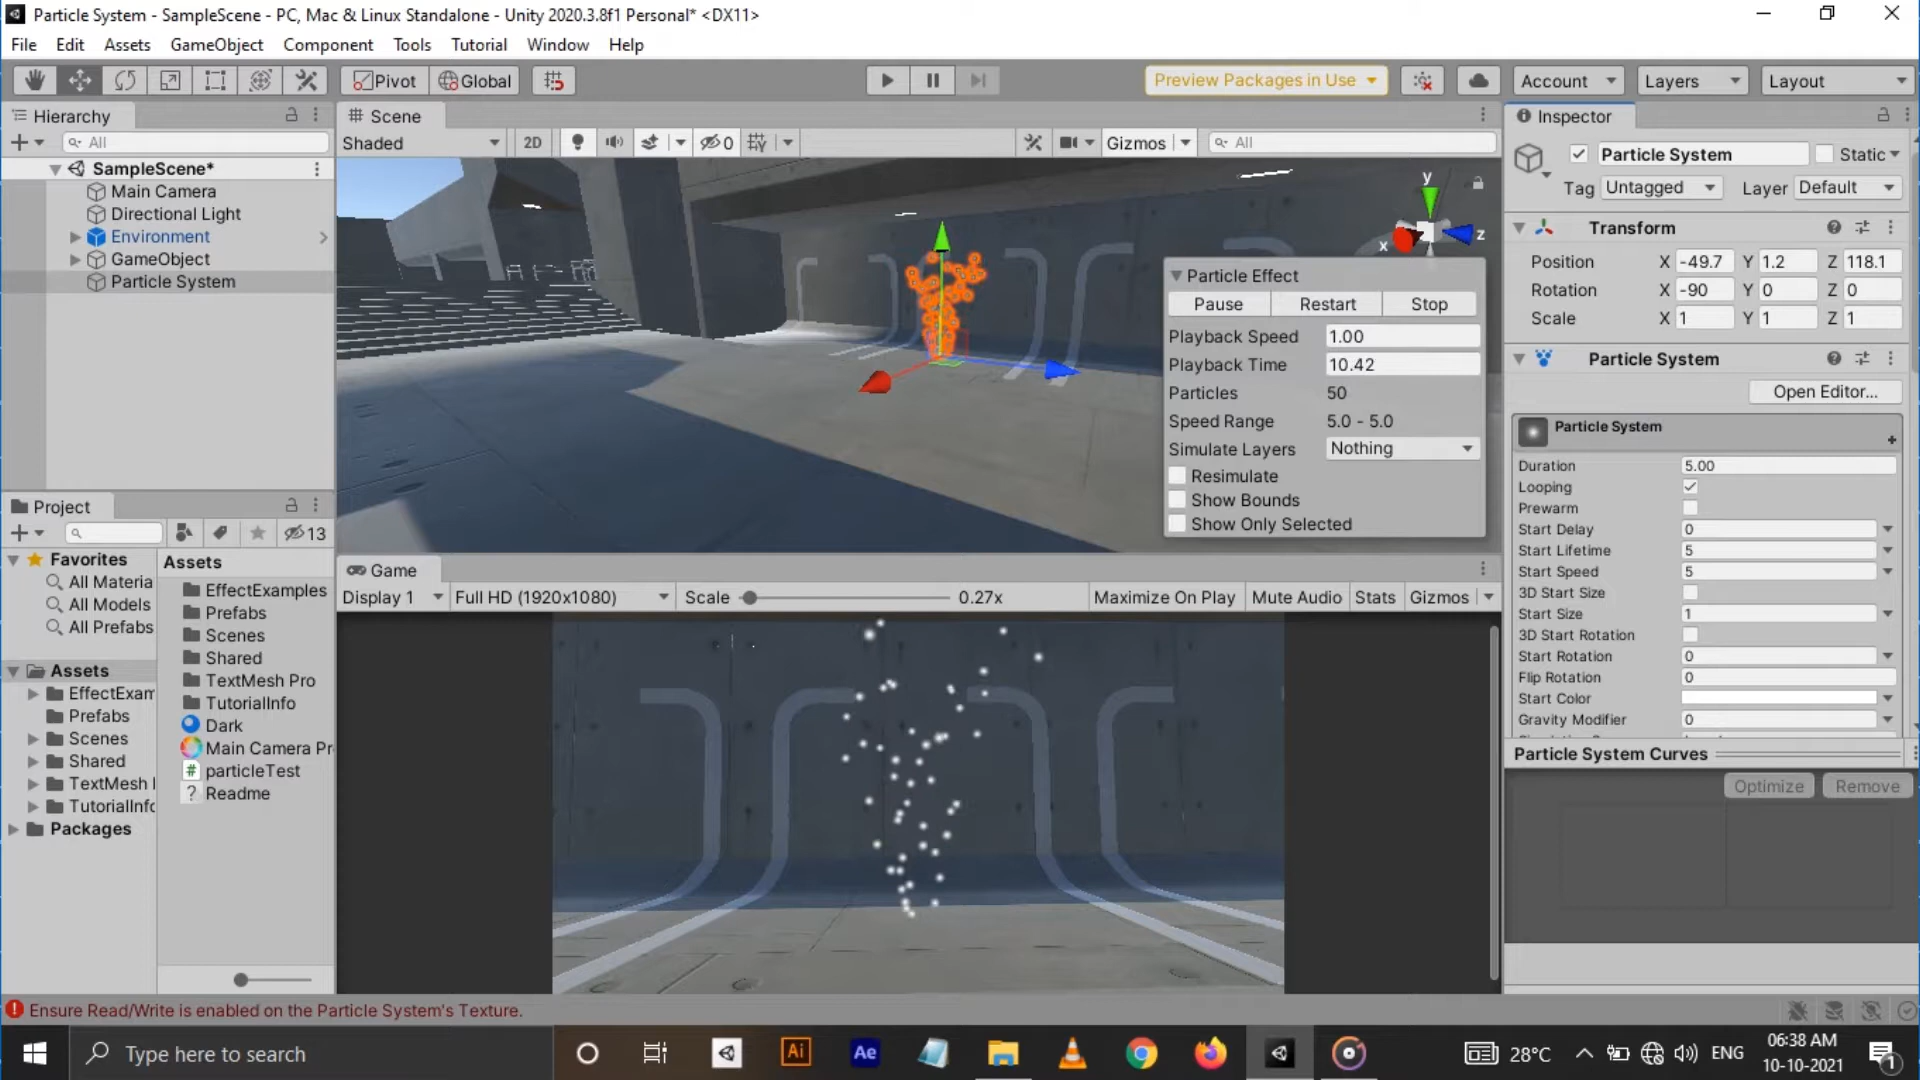 Particle System - SampleScene - PC, Mac & Linux Standalone - Unity 2020.3.8f1 Personal* <DX11>
File Edit Assets GameObject Component Tools Tutorial Window Help
Pivot Global Preview Packages in Use Account Layers Layout
Hierarchy
All
SampleScene*
Main Camera
Directional Light
Environment
GameObject
Particle System
Scene
Shaded 2D 0 Gizmos All
y
x
z
Particle Effect
Pause Restart Stop
Playback Speed 1.00
Playback Time 10.42
Particles 50
Speed Range 5.0 - 5.0
Simulate Layers Nothing
Resimulate
Show Bounds
Show Only Selected
Inspector
Particle System Static
Tag Untagged Layer Default
Transform
Position X -49.7 Y 1.2 Z 118.1
Rotation X -90 Y 0 Z 0
Scale X 1 Y 1 Z 1
Particle System
Open Editor...
Particle System
Duration 5.00
Looping
Prewarm
Start Delay 0
Start Lifetime 5
Start Speed 5
3D Start Size
Start Size 1
3D Start Rotation
Start Rotation 0
Flip Rotation 0
Start Color
Gravity Modifier 0
Particle System Curves
Optimize Remove
Project
13
Favorites
All Materia
All Models
All Prefabs
Assets
EffectExam
Prefabs
Scenes
Shared
TextMesh
TutorialInfo
Packages
Assets
EffectExamples
Prefabs
Scenes
Shared
TextMesh Pro
TutorialInfo
Dark
Main Camera Pr
particleTest
Readme
Game
Display 1 Full HD (1920x1080) Scale 0.27x Maximize On Play Mute Audio Stats Gizmos
Ensure Read/Write is enabled on the Particle System's Texture.
Type here to search
Ai
Ae
28°C
ENG
06:38 AM
10-10-2021
1